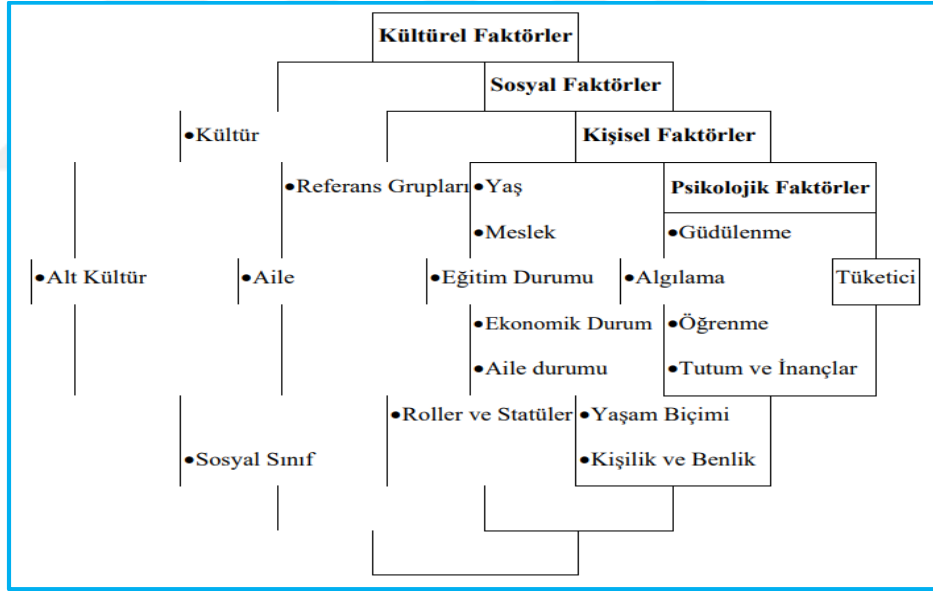 Kültürel Faktörler
Sosyal Faktörler
•Kültür
Kişisel Faktörler
•Referans Grupları
•Yaş
Psikolojik Faktörler
•Meslek
•Güdülenme
•Alt Kültür
•Aile
•Eğitim Durumu
•Algılama
Tüketici
•Ekonomik Durum
•Öğrenme
•Aile durumu
•Tutum ve İnançlar
•Roller ve Statüler
•Yaşam Biçimi
•Sosyal Sınıf
•Kişilik ve Benlik